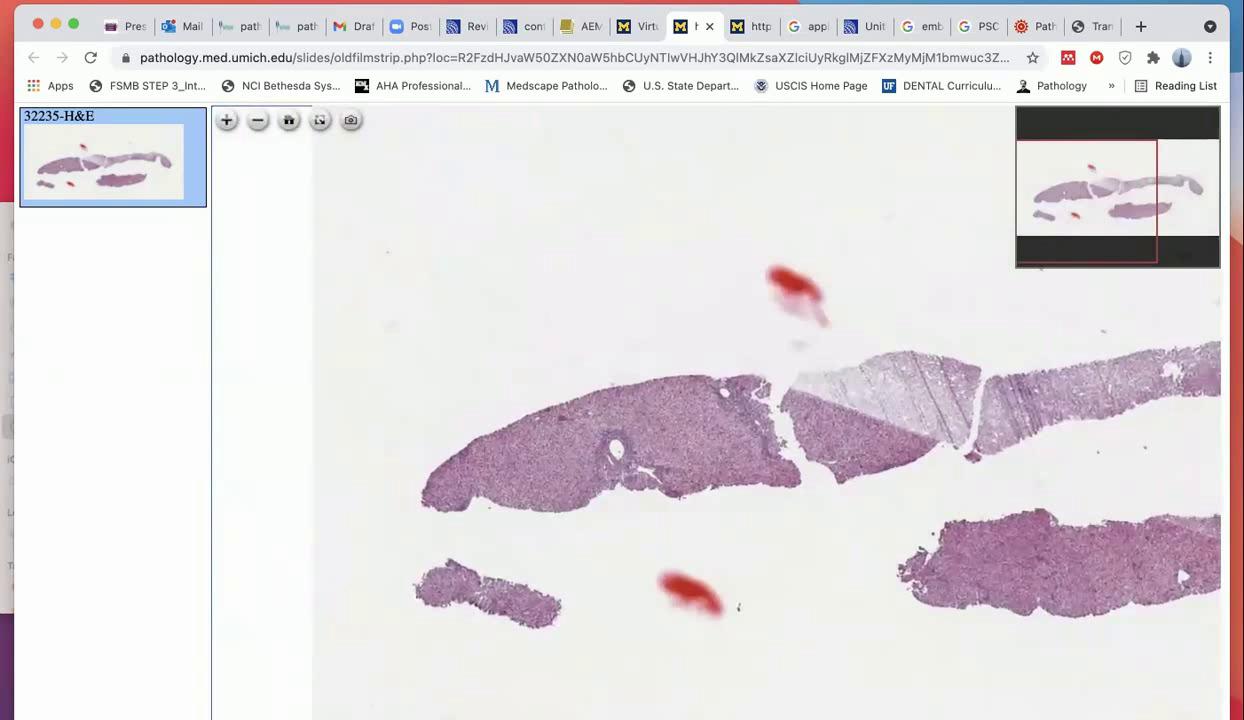 Pres Mail path path Draf Post Revi conf AEM Virtu h http appl Unit emb PSC Path Tran
pathology.med.umich.edu/slides/oldfilmstrip.php?loc=
Apps FSMB STEP 3_Int... NCI Bethesda Sys... AHA Professional... Medscape Patholo... U.S. State Depart... USCIS Home Page DENTAL Curriculu... Pathology » Reading List
32235-H&E